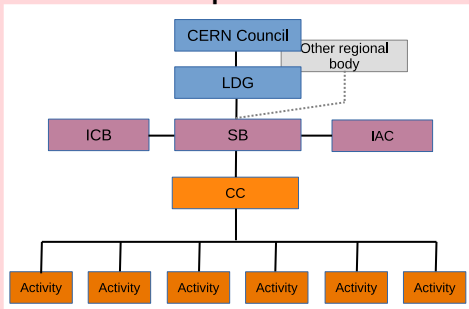 CERN Council
Other regional
body
LDG
ICB
SB
IAC
CC
Activity
Activity
Activity
Activity
Activity
Activity